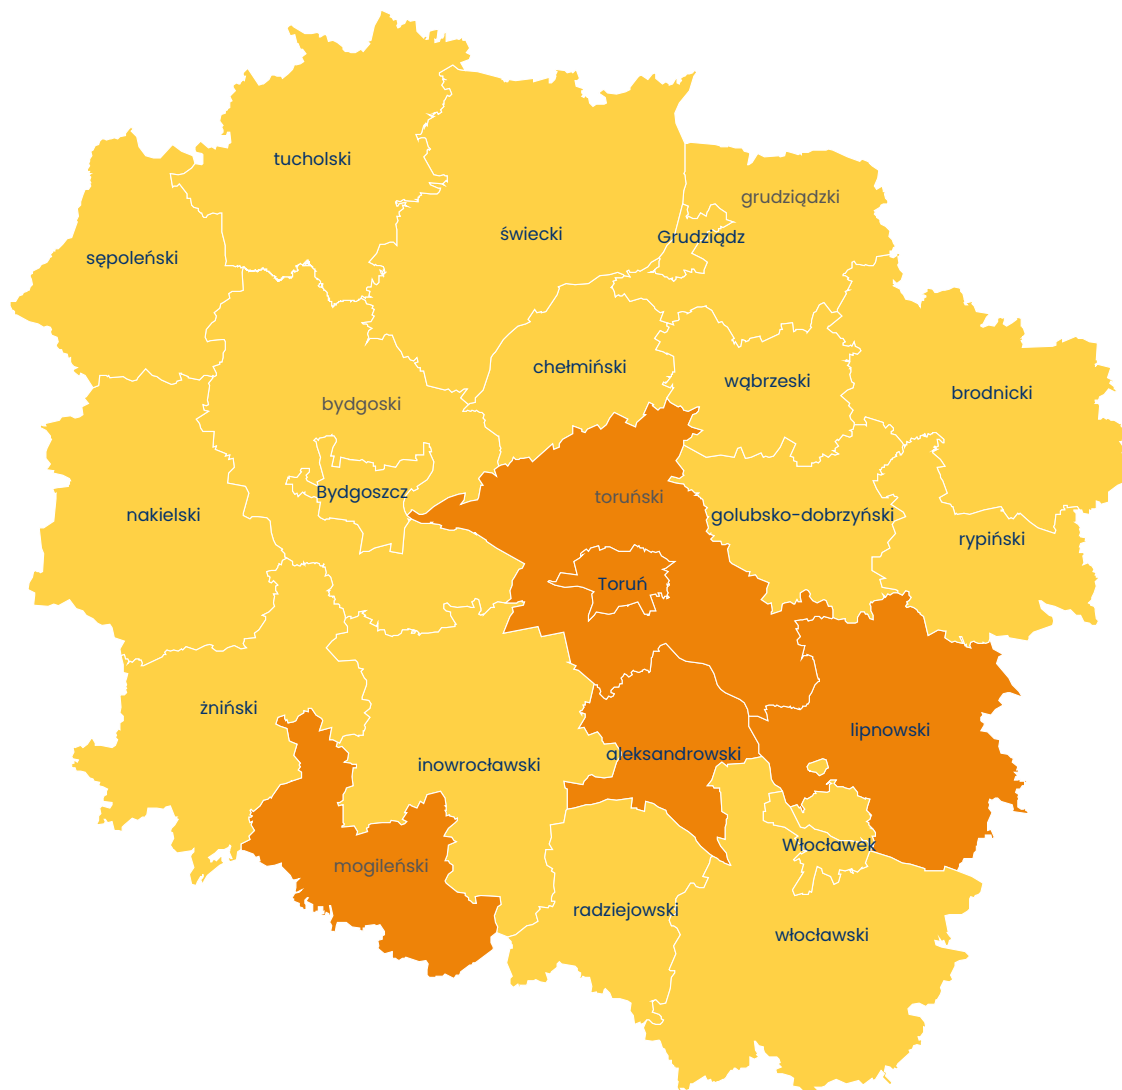 tucholski
grudziądzki
świecki
Grudziądz
sępoleński
chełmiński
wąbrzeski
brodnicki
bydgoski
Bydgoszcz
toruński
nakielski
golubsko-dobrzyński
rypiński
Toruń
żniński
lipnowski
aleksandrowski
inowrocławski
Włocławek
mogileński
radziejowski
włocławski